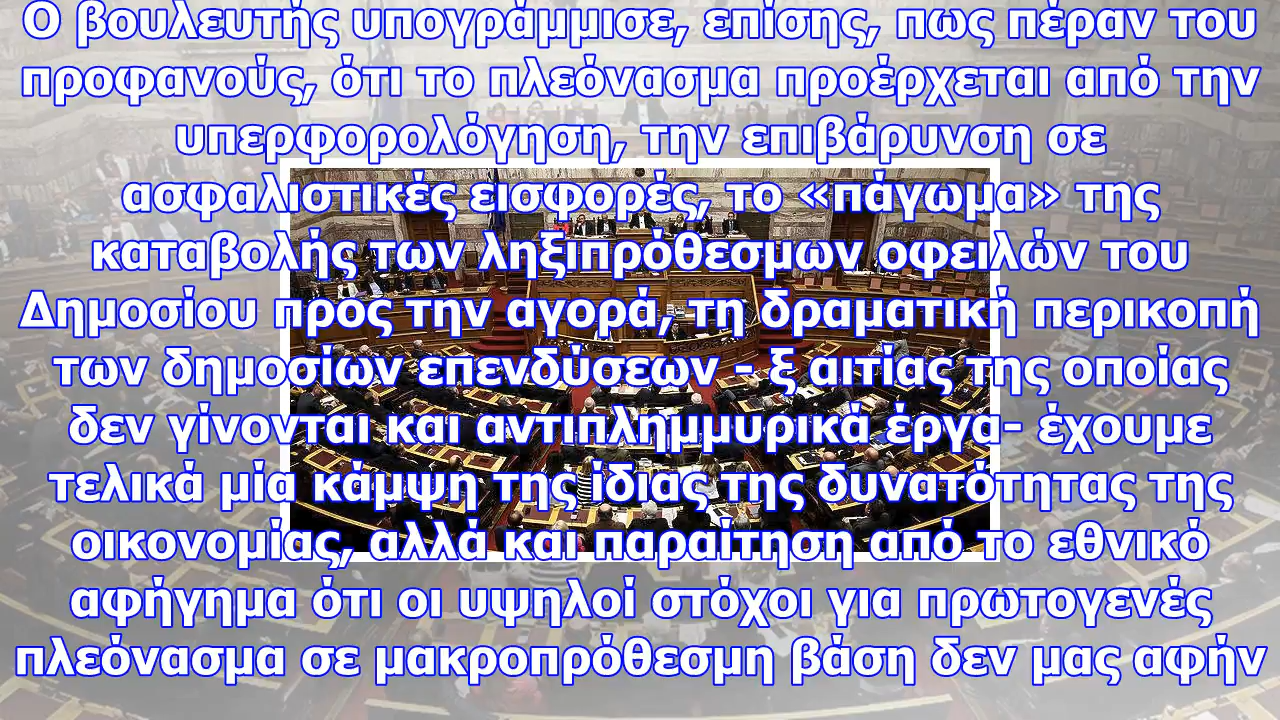 Ο βουλευτής υπογράμμισε, επίσης, πως πέραν του
προφανούς, ότι το πλεόνασμα προέρχεται από την
υπερφορολόγηση, την επιβάρυνση σε
ασφαλιστικές εισφορές, το «πάγωμα» της
καταβολής των ληξιπρόθεσμων οφειλών του
Δημοσίου προς την αγορά, τη δραματική περικοπή
των δημοσίων επενδύσεων - ξ αιτίας της οποίας
δεν γίνονται και αντιπλημμυρικά έργα- έχουμε
τελικά μία κάμψη της ίδιας της δυνατότητας της
οικονομίας, αλλά και παραίτηση από το εθνικό
αφήγημα ότι οι υψηλοί στόχοι για πρωτογενές
πλεόνασμα σε μακροπρόθεσμη βάση δεν μας αφήν